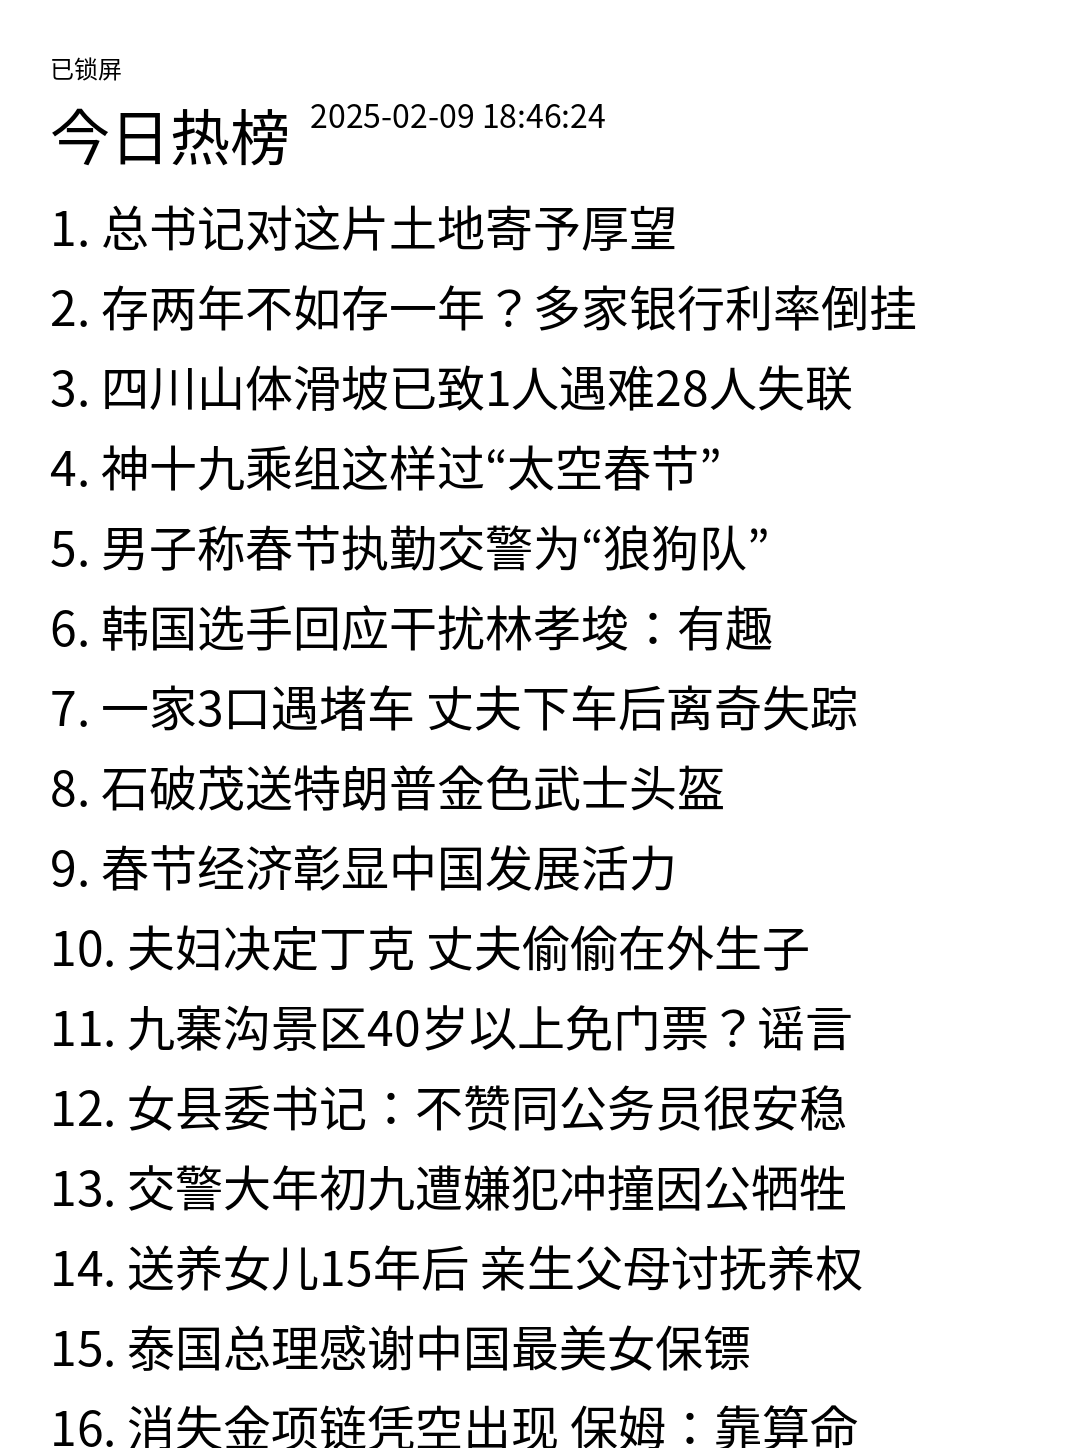 已锁屏
今日热榜 2025-02-09 18:46:24
1. 总书记对这片土地寄予厚望
2. 存两年不如存一年？多家银行利率倒挂
3. 四川山体滑坡已致1人遇难28人失联
4. 神十九乘组这样过“太空春节”
5. 男子称春节执勤交警为“狼狗队”
6. 韩国选手回应干扰林孝埈：有趣
7. 一家3口遇堵车 丈夫下车后离奇失踪
8. 石破茂送特朗普金色武士头盔
9. 春节经济彰显中国发展活力
10. 夫妇决定丁克 丈夫偷偷在外生子
11. 九寨沟景区40岁以上免门票？谣言
12. 女县委书记：不赞同公务员很安稳
13. 交警大年初九遭嫌犯冲撞因公牺牲
14. 送养女儿15年后 亲生父母讨抚养权
15. 泰国总理感谢中国最美女保镖
16. 消失金项链凭空出现 保姆：靠算命